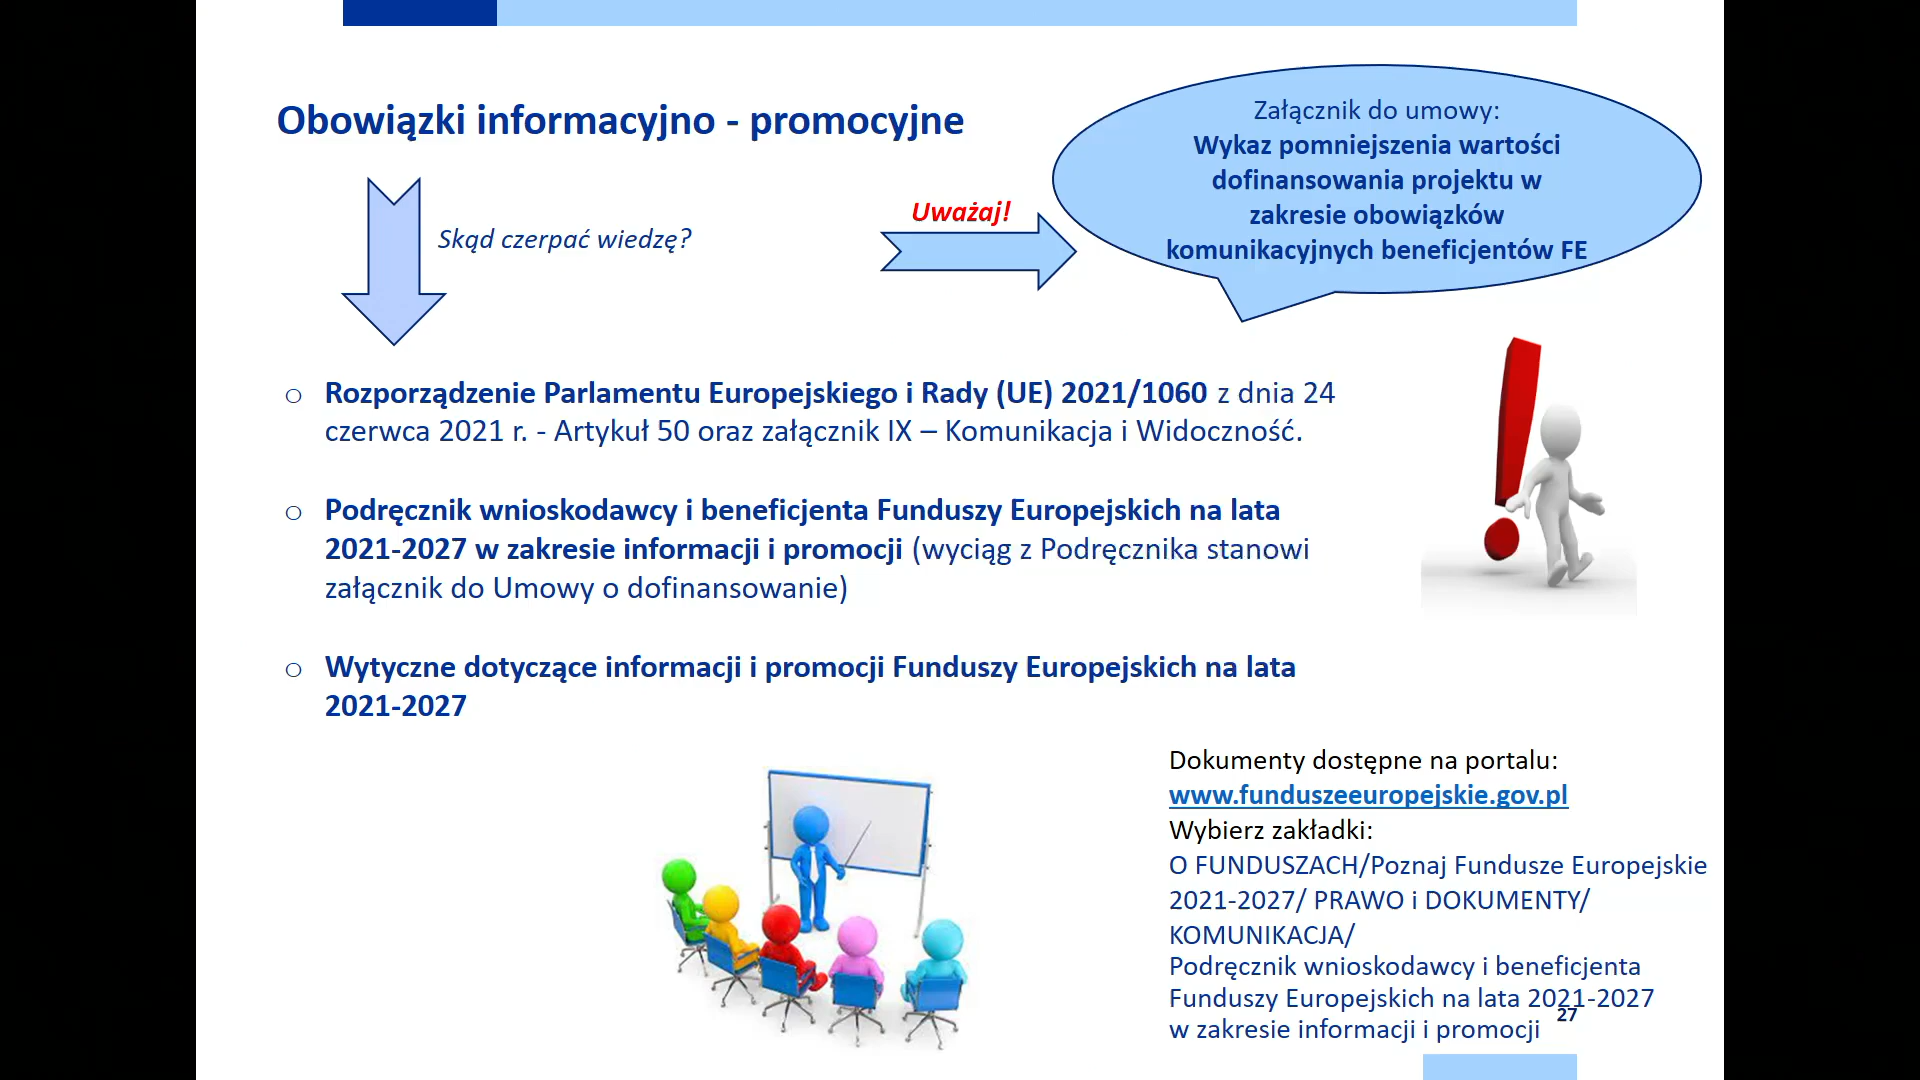 Obowiązki informacyjno - promocyjne
Załącznik do umowy:
Wykaz pomniejszenia wartości
dofinansowania projektu w
zakresie obowiązków
komunikacyjnych beneficjentów FE
Uważaj!
Skąd czerpać wiedzę?
o Rozporządzenie Parlamentu Europejskiego i Rady (UE) 2021/1060 z dnia 24
czerwca 2021 r. - Artykuł 50 oraz załącznik IX – Komunikacja i Widoczność.
o Podręcznik wnioskodawcy i beneficjenta Funduszy Europejskich na lata
2021-2027 w zakresie informacji i promocji (wyciąg z Podręcznika stanowi
załącznik do Umowy o dofinansowanie)
o Wytyczne dotyczące informacji i promocji Funduszy Europejskich na lata
2021-2027
Dokumenty dostępne na portalu:
www.funduszeeuropejskie.gov.pl
Wybierz zakładki:
O FUNDUSZACH/Poznaj Fundusze Europejskie
2021-2027/ PRAWO i DOKUMENTY/
KOMUNIKACJA/
Podręcznik wnioskodawcy i beneficjenta
Funduszy Europejskich na lata 2021-2027
w zakresie informacji i promocji
27